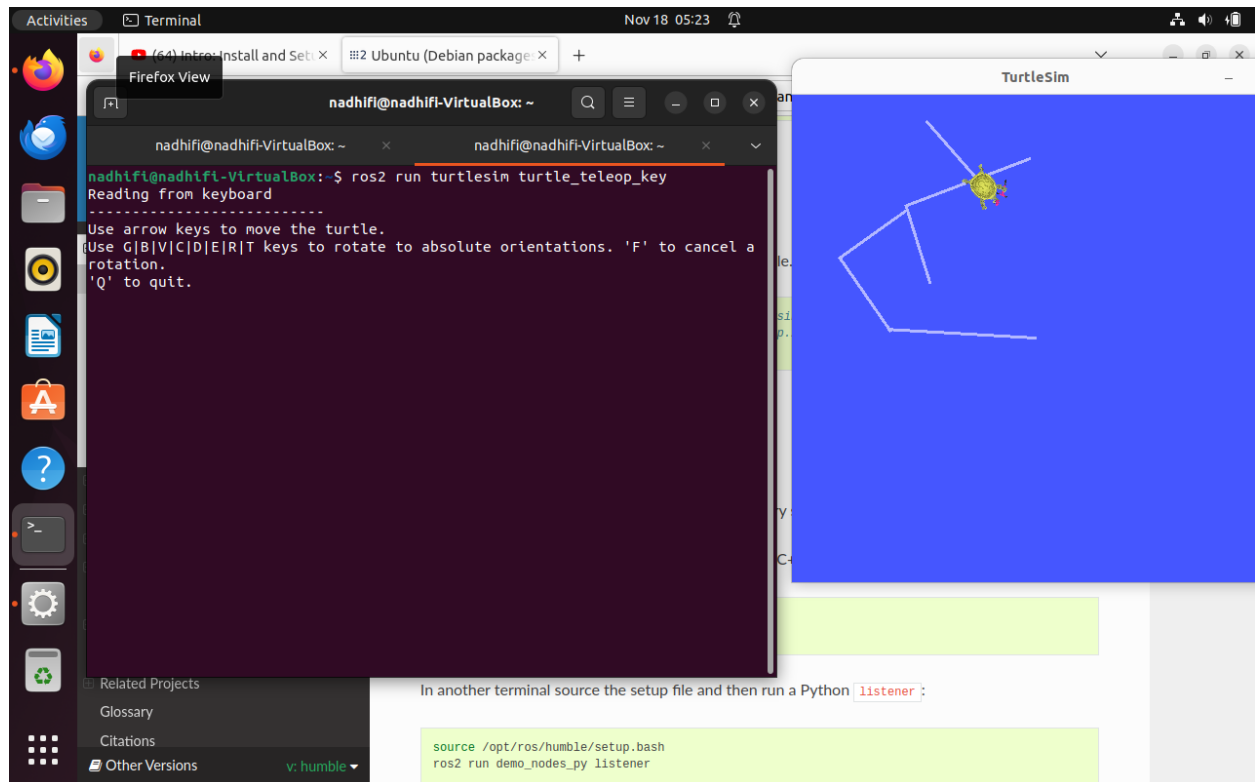 Activities
Terminal
Nov 18 05:23
(64) Intro: Install and Set
Ubuntu (Debian package
Firefox View
TurtleSim
nadhifi@nadhifi-VirtualBox: ~
nadhifi@nadhifi-VirtualBox: ~
nadhifi@nadhifi-VirtualBox: ~
nadhifi@nadhifi-VirtualBox:~$ ros2 run turtlesim turtle_teleop_key
Reading from keyboard
---------------------------
Use arrow keys to move the turtle.
Use G|B|V|C|D|E|R|T keys to rotate to absolute orientations. 'F' to cancel a
rotation.
'Q' to quit.
Related Projects
Glossary
Citations
Other Versions
v: humble
In another terminal source the setup file and then run a Python listener :
source /opt/ros/humble/setup.bash
ros2 run demo_nodes_py listener